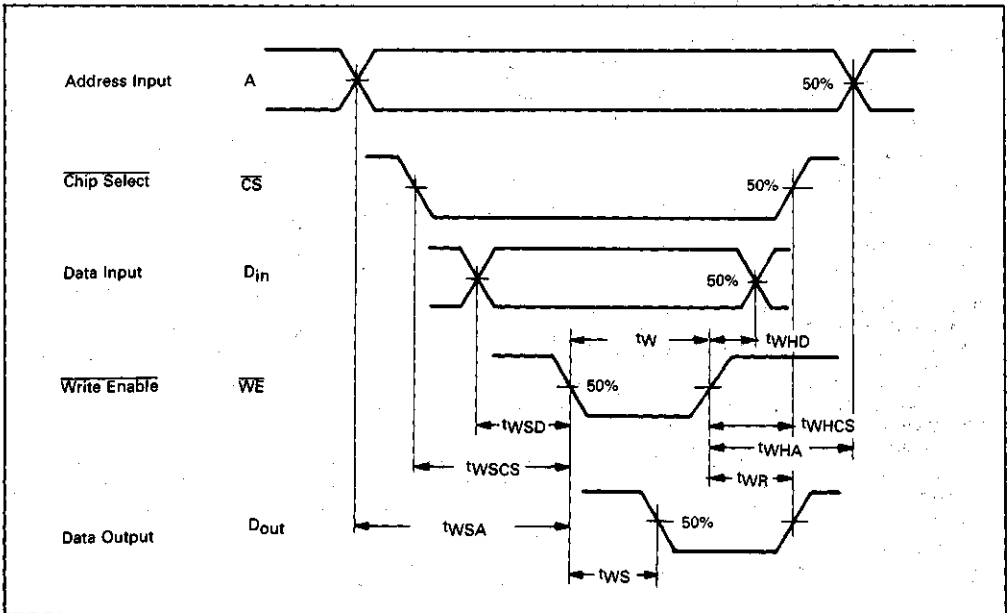 Address Input A 50%
Chip Select CS 50%
Data Input Din 50%
tW tWHD
Write Enable WE 50%
tWSD tWHCS
tWSCS tWHA
tWR
Data Output Dout tWSA 50%
tWS